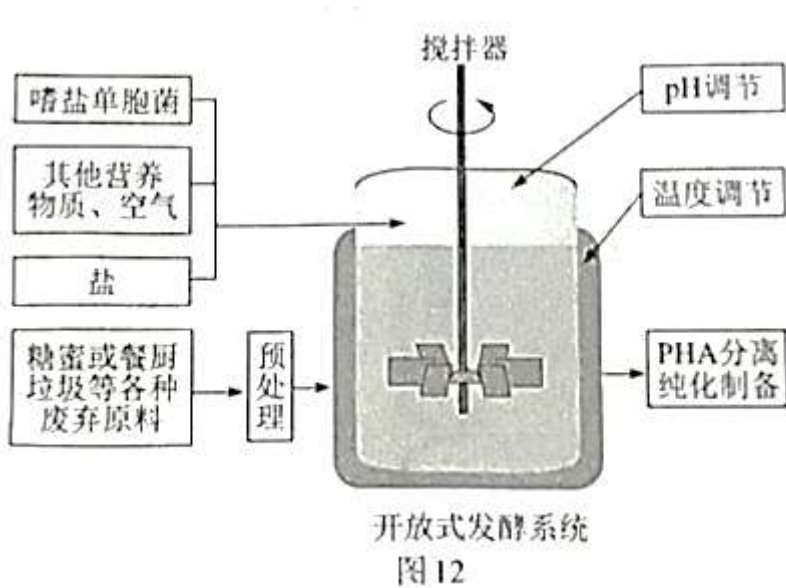 搅拌器
嗜盐单胞菌
pH调节
其他营养
物质、空气
温度调节
盐
糖蜜或餐厨
垃圾等各种
废弃原料
预
处
理
PHA分离
纯化制备
开放式发酵系统
图12